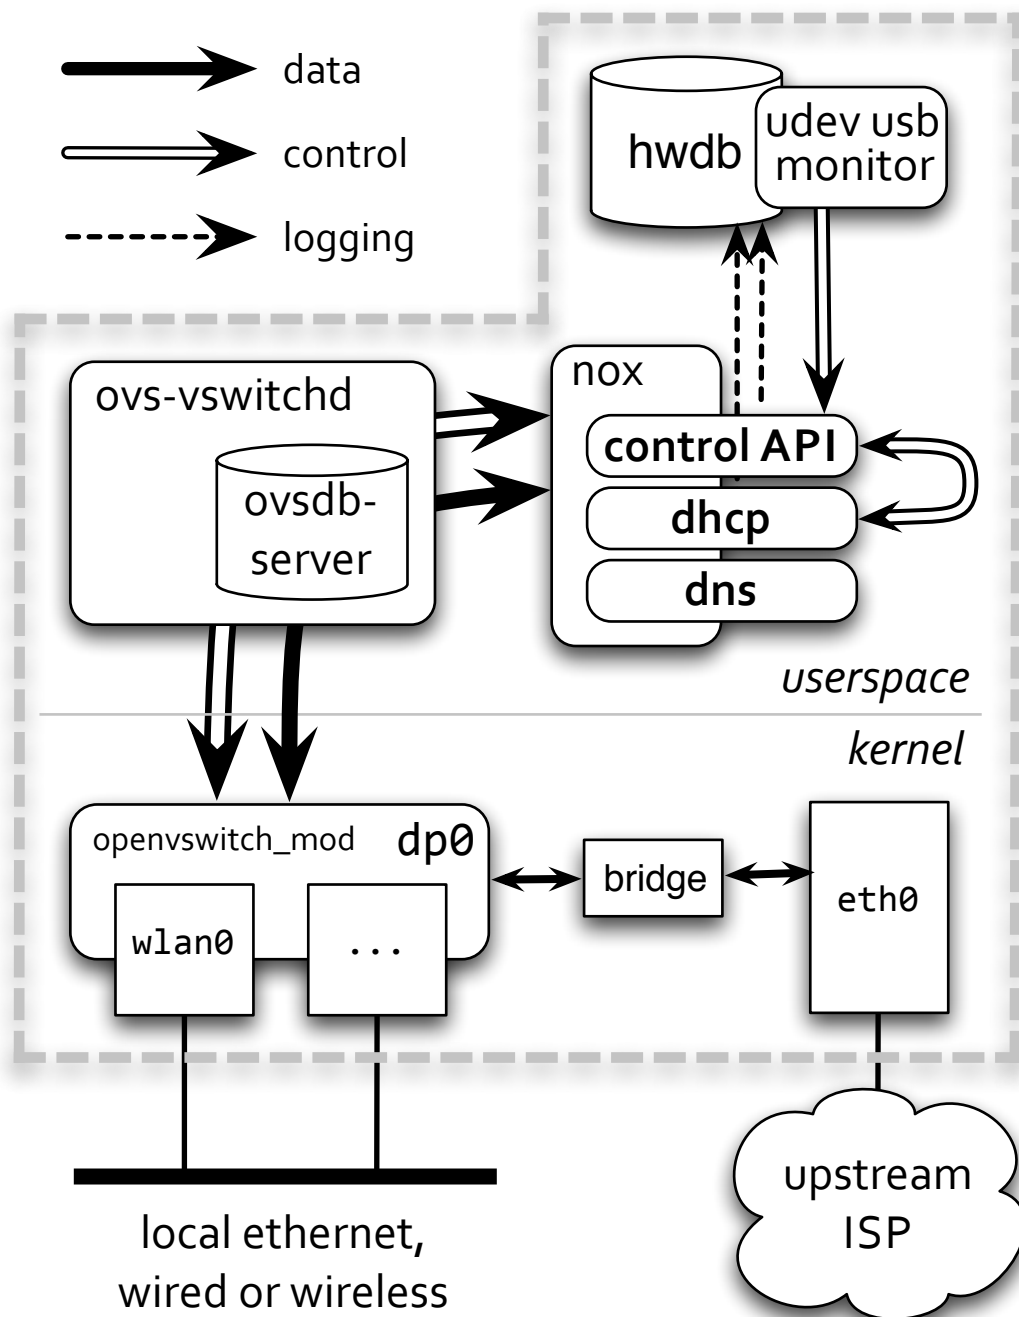 data
control
logging
hwdb
udev usb
monitor
ovs-vswitchd
ovsdb-
server
nox
control API
dhcp
dns
userspace
kernel
openvswitch_mod
dp0
wlan0
...
bridge
eth0
local ethernet,
wired or wireless
upstream
ISP